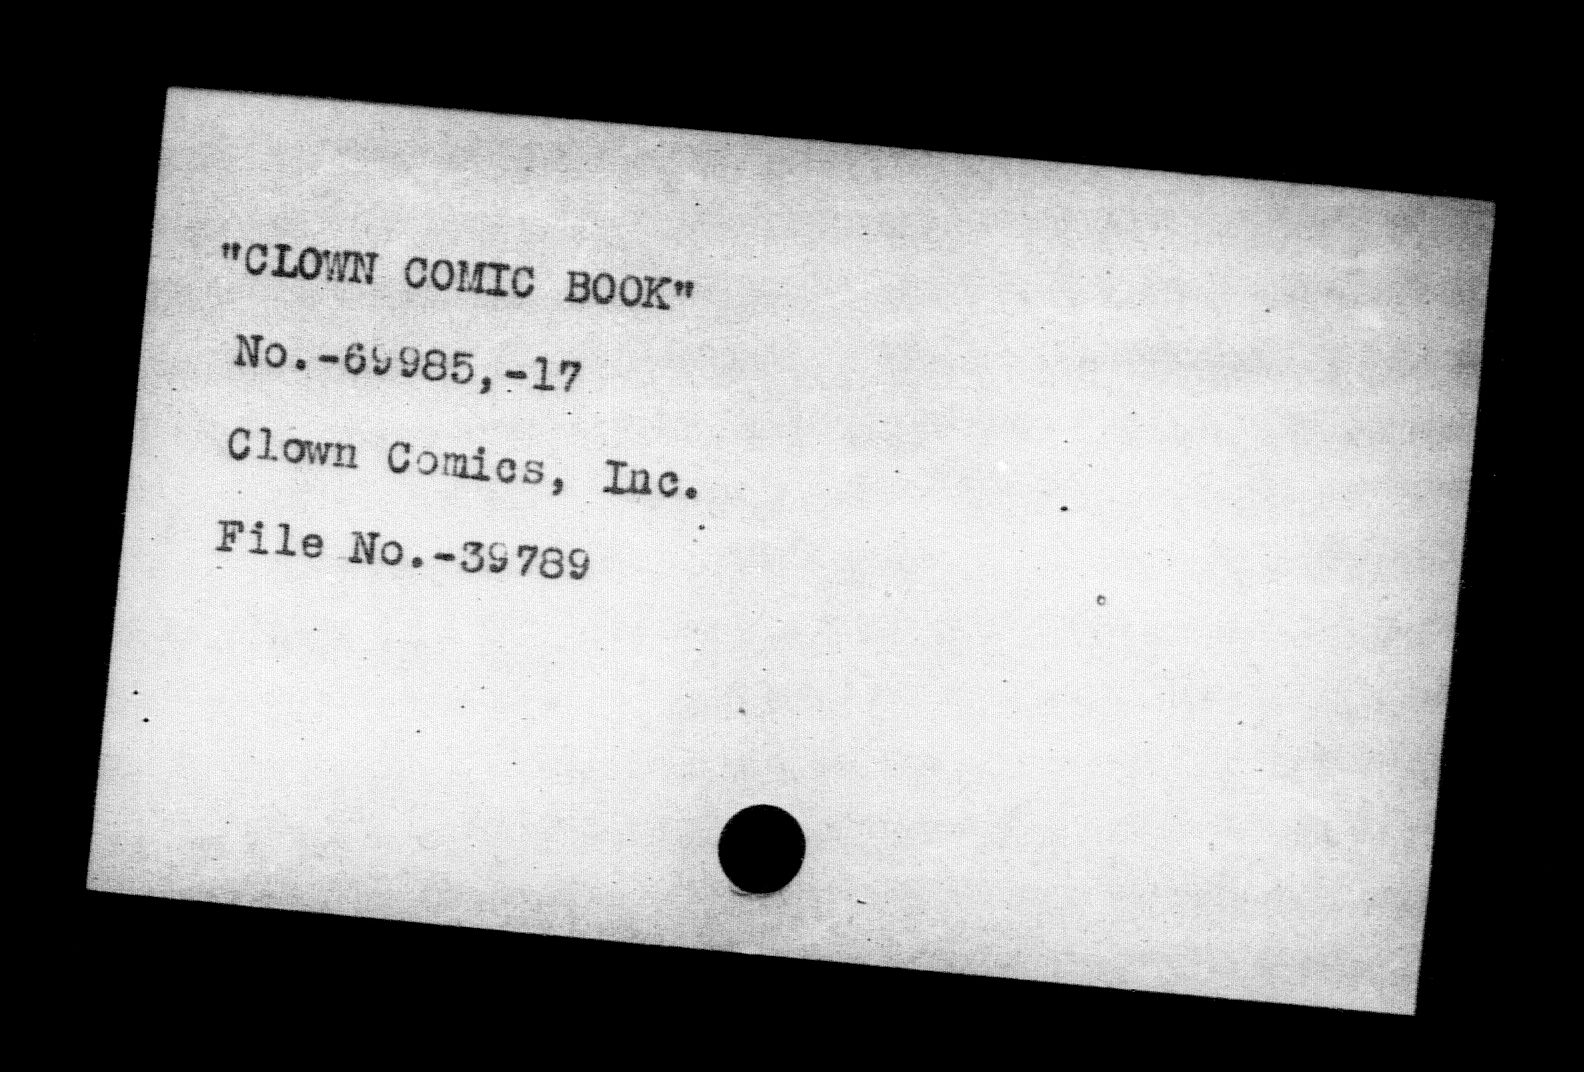 "CLOWN COMIC BOOK"
No.-69985,-17
Clown Comics, Inc.
File No.-39789